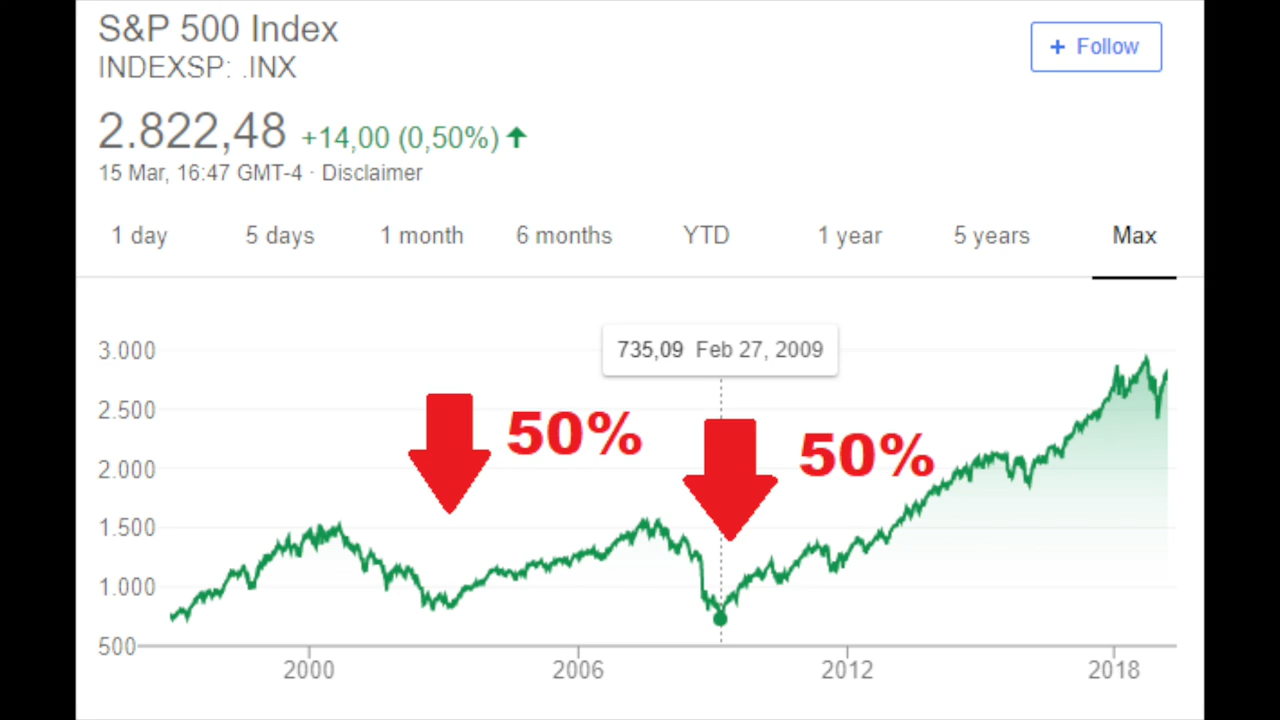 S&P 500 Index
INDEXSP: .INX
+ Follow
2.822,48 +14,00 (0,50%)
15 Mar, 16:47 GMT-4 · Disclaimer
1 day 5 days 1 month 6 months YTD 1 year 5 years Max
735,09 Feb 27, 2009
3.000
2.500
50%
50%
2.000
1.500
1.000
500
2000 2006 2012 2018